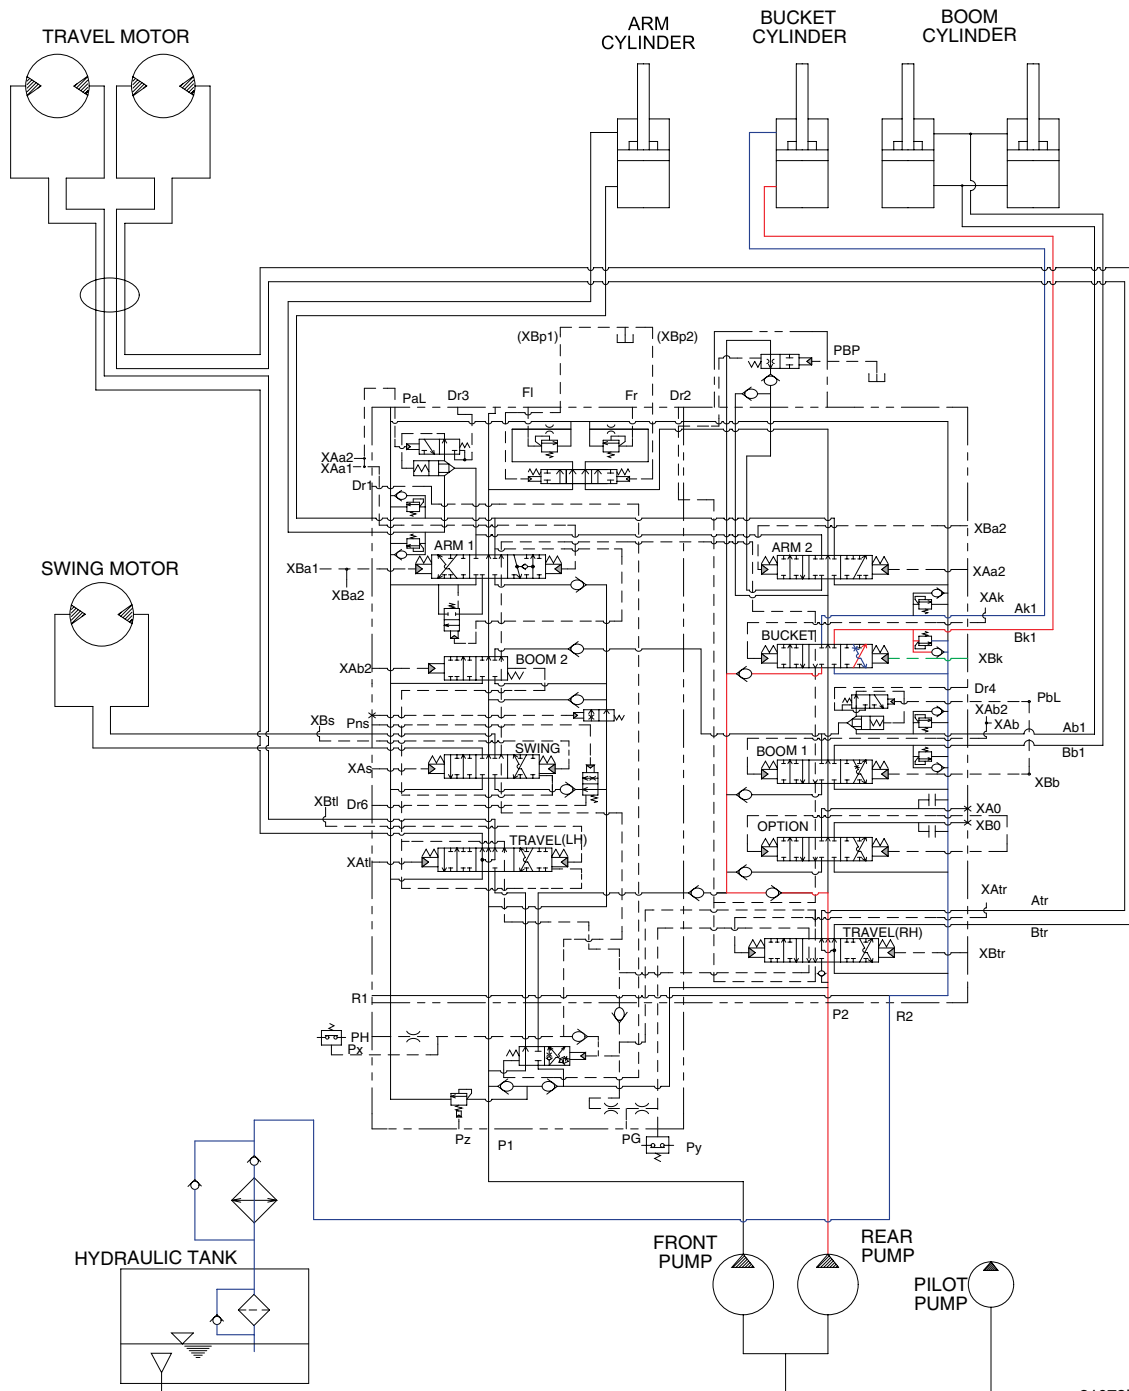 TRAVEL MOTOR
ARM
CYLINDER
BUCKET
CYLINDER
BOOM
CYLINDER
(XBp1)
(XBp2)
PBP
PaL
Dr3
Fl
Fr
Dr2
XAa2
XAa1
Dr1
XBa2
ARM 1
ARM 2
SWING MOTOR
XBa1
XAa2
XBa2
XAk
Ak1
BUCKET
Bk1
XBk
XAb2
BOOM 2
Dr4
PbL
XAb2
XBs
Pns
XAb
Ab1
SWING
BOOM 1
Bb1
XAs
XBb
XBtl
Dr6
XA0
XB0
OPTION
TRAVEL(LH)
XAtl
XAtr
Atr
TRAVEL(RH)
Btr
XBtr
R1
P2
R2
PH
Px
Pz
P1
PG
Py
HYDRAULIC TANK
FRONT
PUMP
REAR
PUMP
PILOT
PUMP